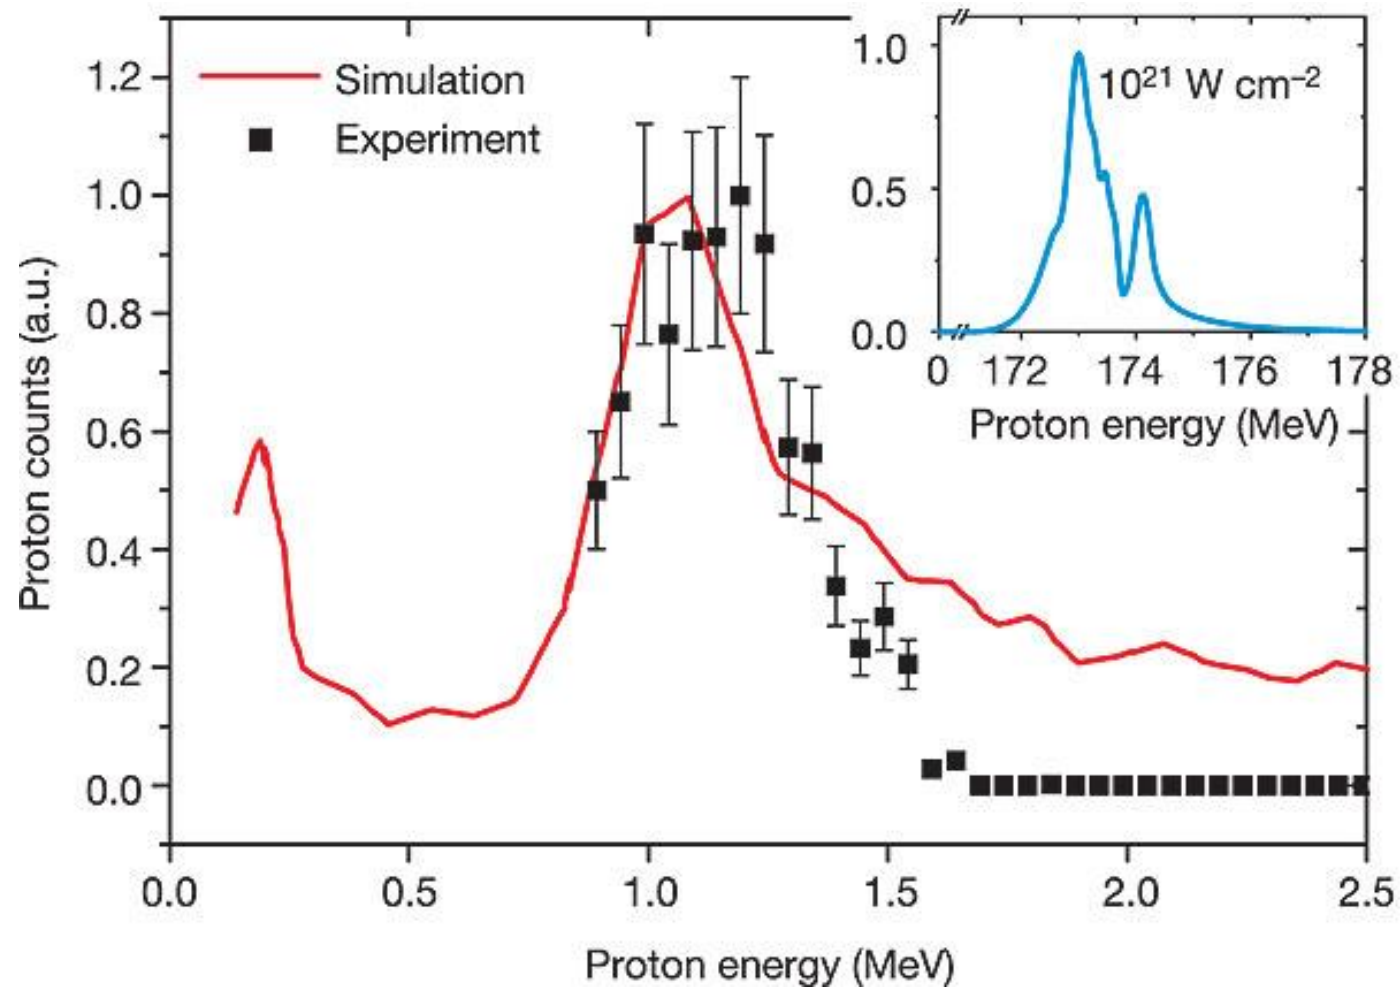 Simulation
Experiment
Proton counts (a.u.)
1.2
1.0
0.8
0.6
0.4
0.2
0.0
0.0 0.5 1.0 1.5 2.0 2.5
Proton energy (MeV)
10²¹ W cm⁻²
1.0
0.5
0.0
0 172 174 176 178
Proton energy (MeV)